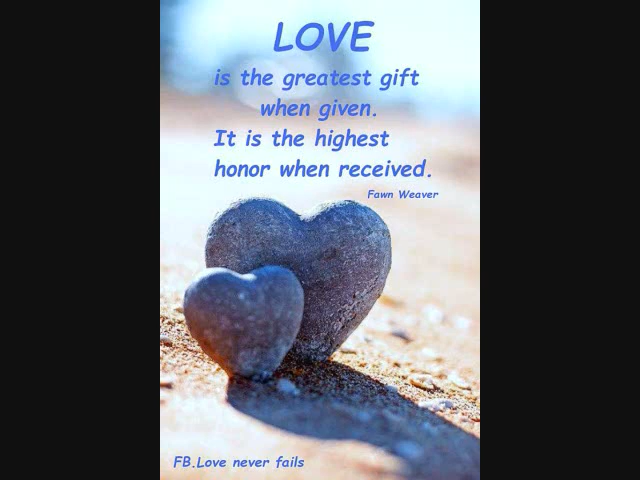 LOVE
is the greatest gift
when given.
It is the highest
honor when received.
Fawn Weaver
FB.Love never fails